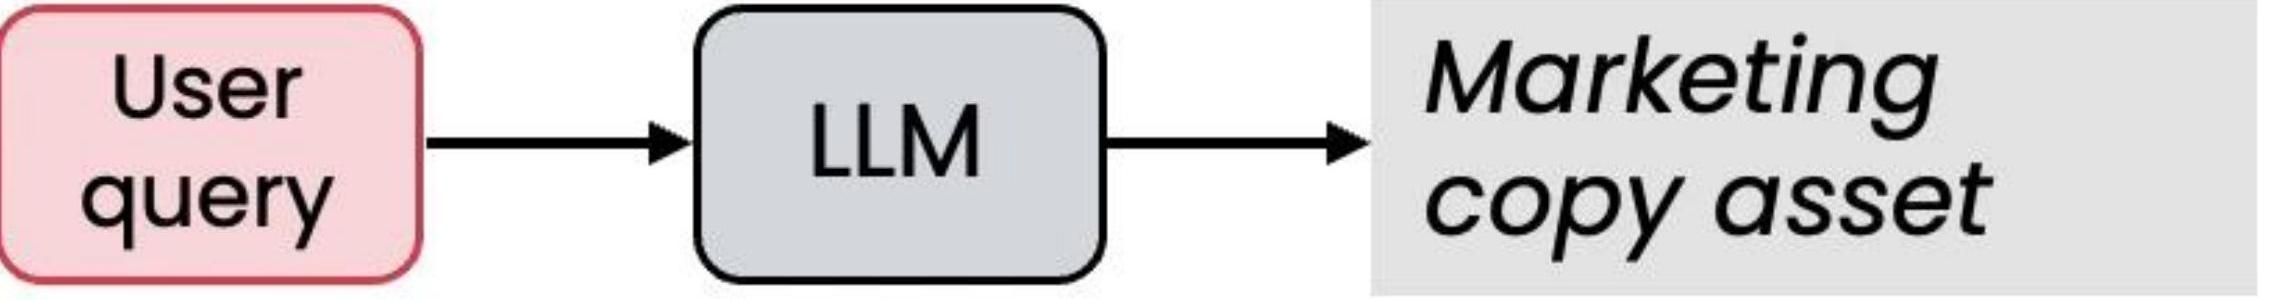 User
query
LLM
Marketing
copy asset